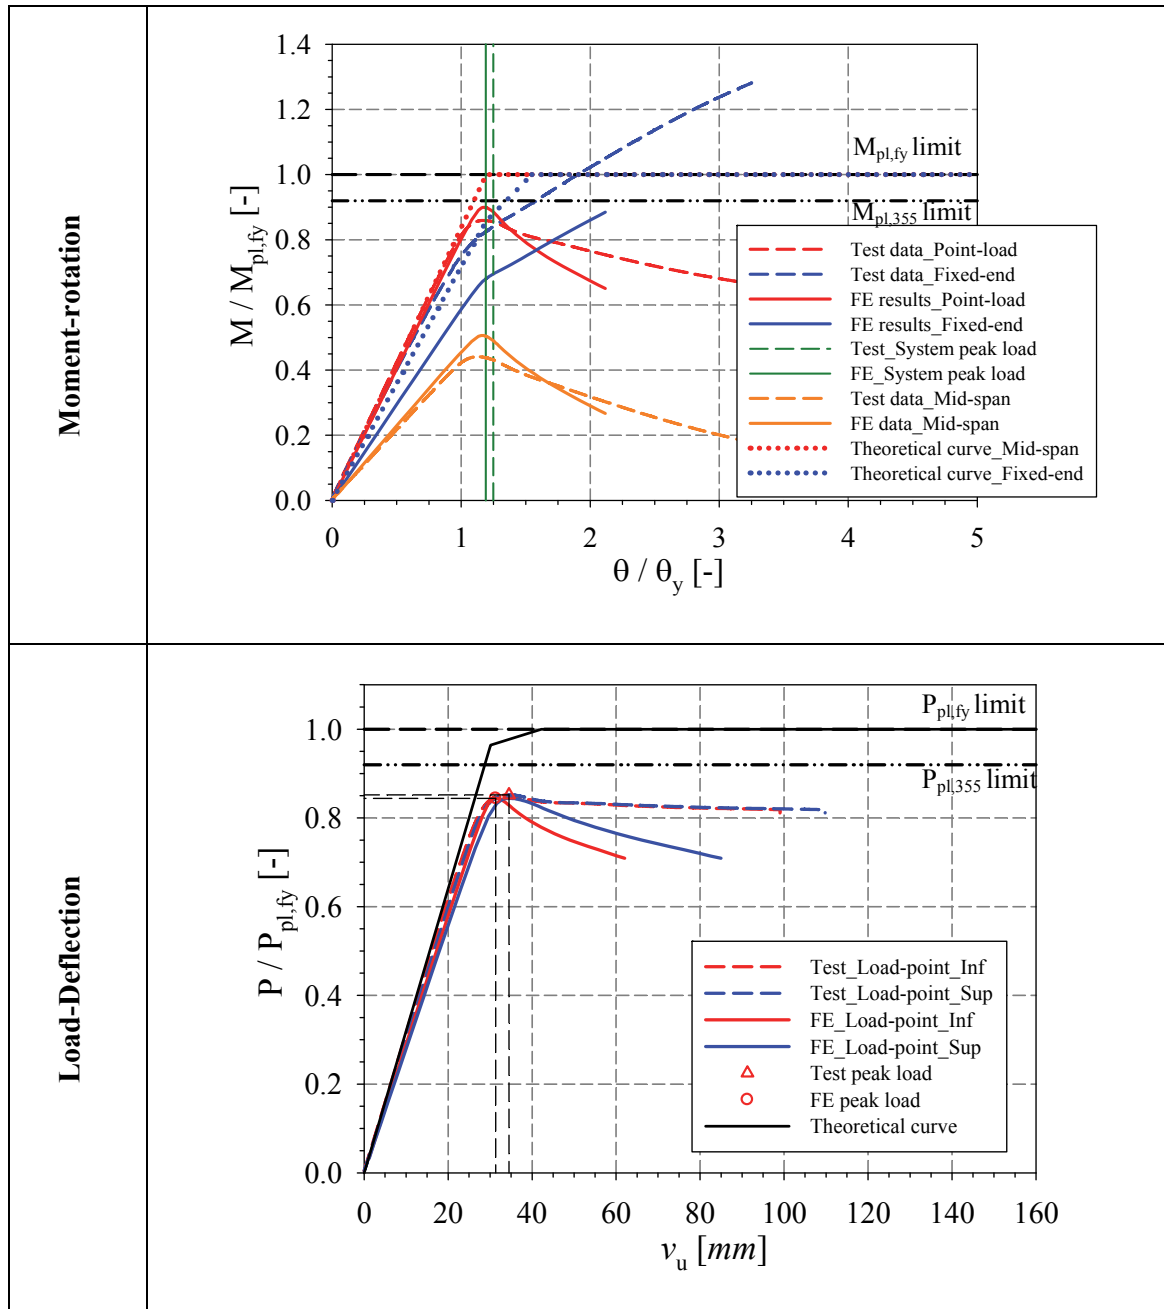 Moment-rotation
M / Mpl,fy [-]
1.4
1.2
1.0
0.8
0.6
0.4
0.2
0.0
Mpl,fy limit
Mpl,355 limit
Test data_Point-load
Test data_Fixed-end
FE results_Point-load
FE results_Fixed-end
Test_System peak load
FE_System peak load
Test data_Mid-span
FE data_Mid-span
Theoretical curve_Mid-span
Theoretical curve_Fixed-end
0 1 2 3 4 5
θ / θy [-]
Load-Deflection
P / Ppl,fy [-]
1.0
0.8
0.6
0.4
0.2
0.0
Ppl,fy limit
Ppl,355 limit
Test_Load-point_Inf
Test_Load-point_Sup
FE_Load-point_Inf
FE_Load-point_Sup
Test peak load
FE peak load
Theoretical curve
0 20 40 60 80 100 120 140 160
vu [mm]